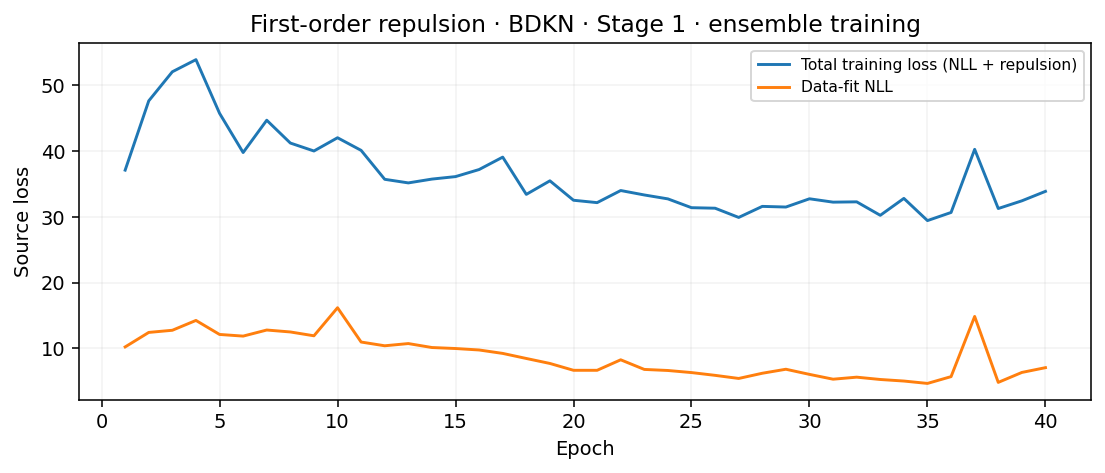 First-order repulsion · BDKN · Stage 1 · ensemble training
Total training loss (NLL + repulsion)
Data-fit NLL
Source loss
50
40
30
20
10
0 5 10 15 20 25 30 35 40
Epoch